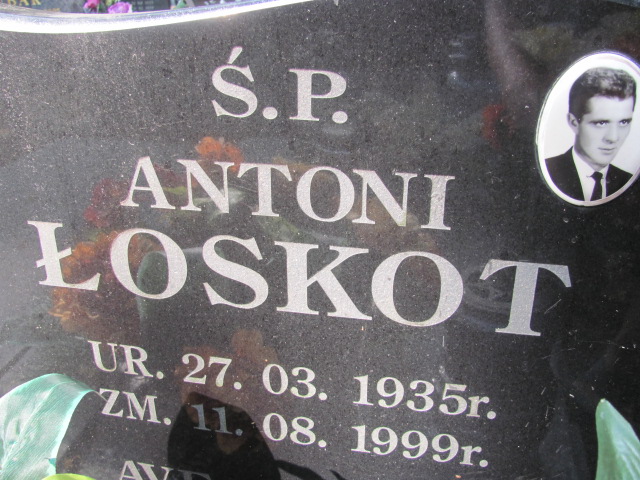 Ś.P.
ANTONI
ŁOSKOT
UR. 27. 03. 1935r.
ZM. 11. 08. 1999r.